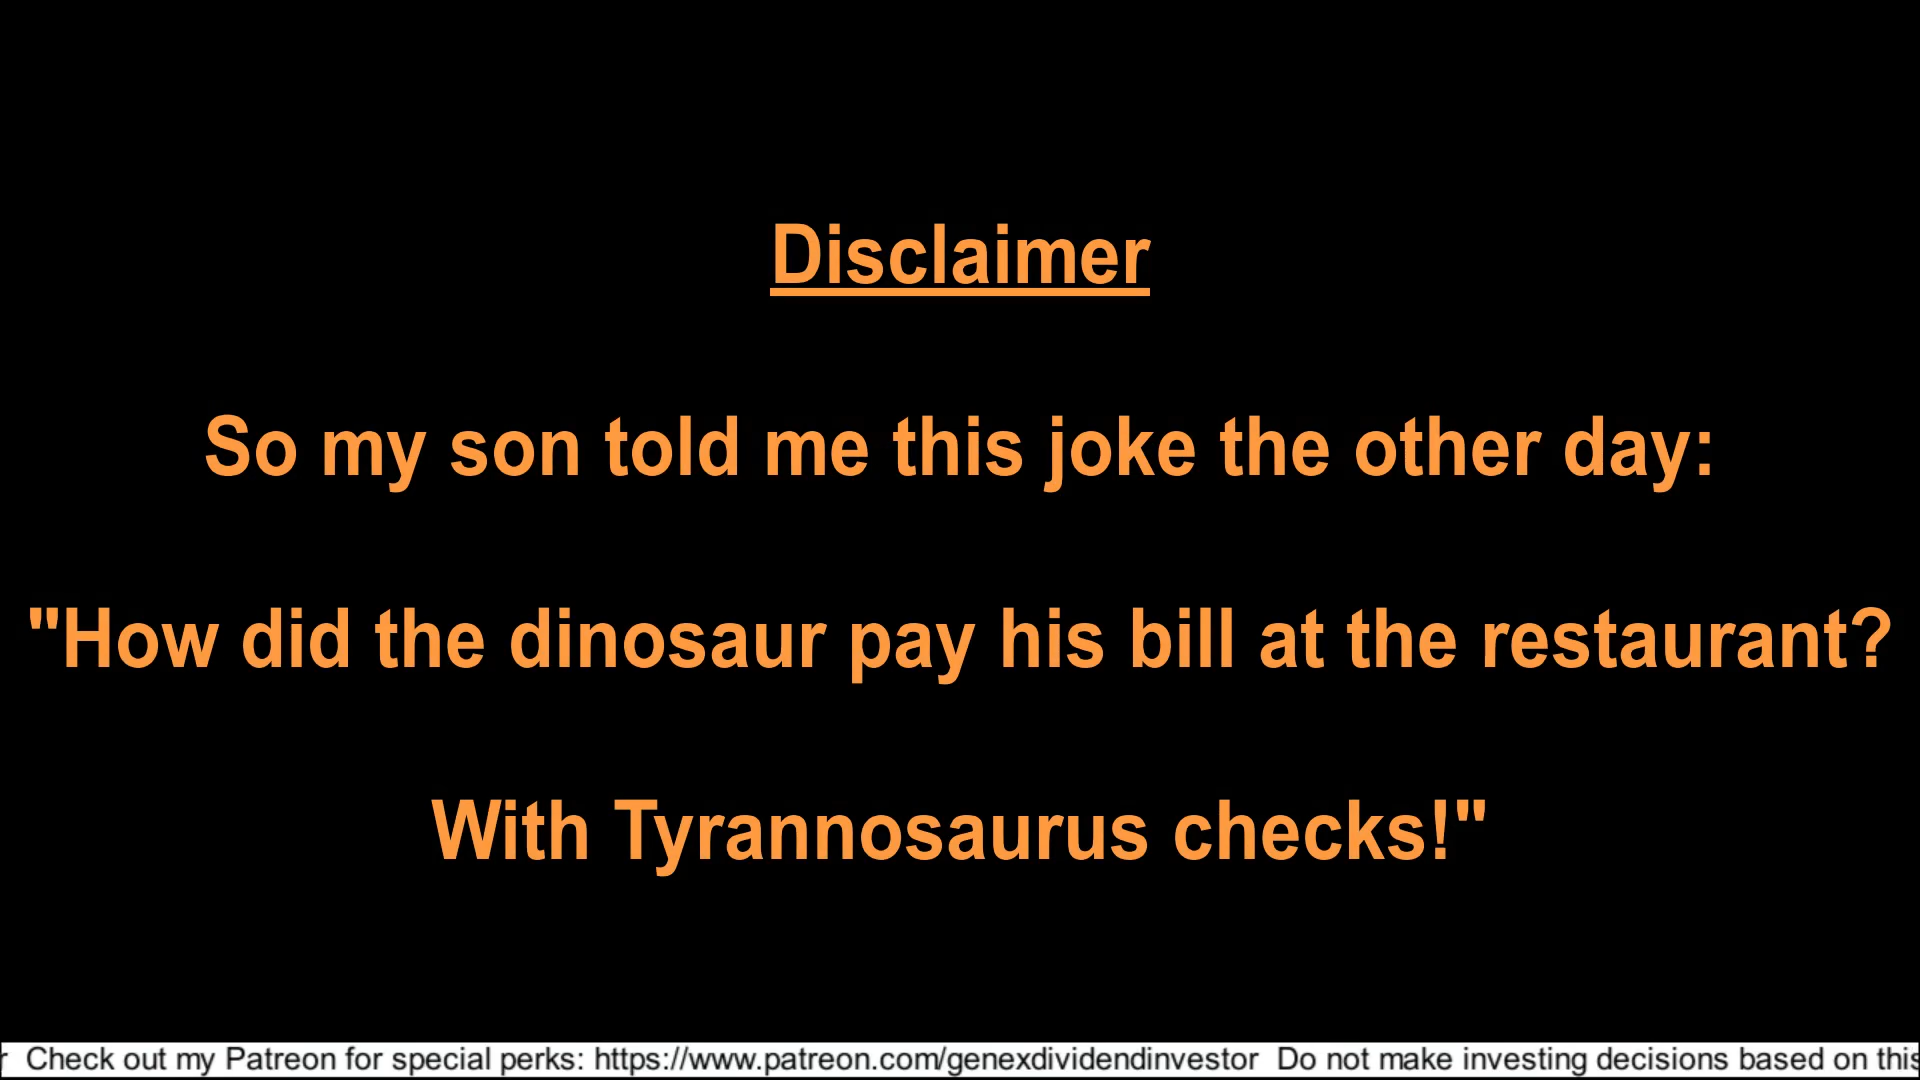 Disclaimer
So my son told me this joke the other day:
"How did the dinosaur pay his bill at the restaurant?
With Tyrannosaurus checks!"
r Check out my Patreon for special perks: https://www.patreon.com/genexdividendinvestor Do not make investing decisions based on this